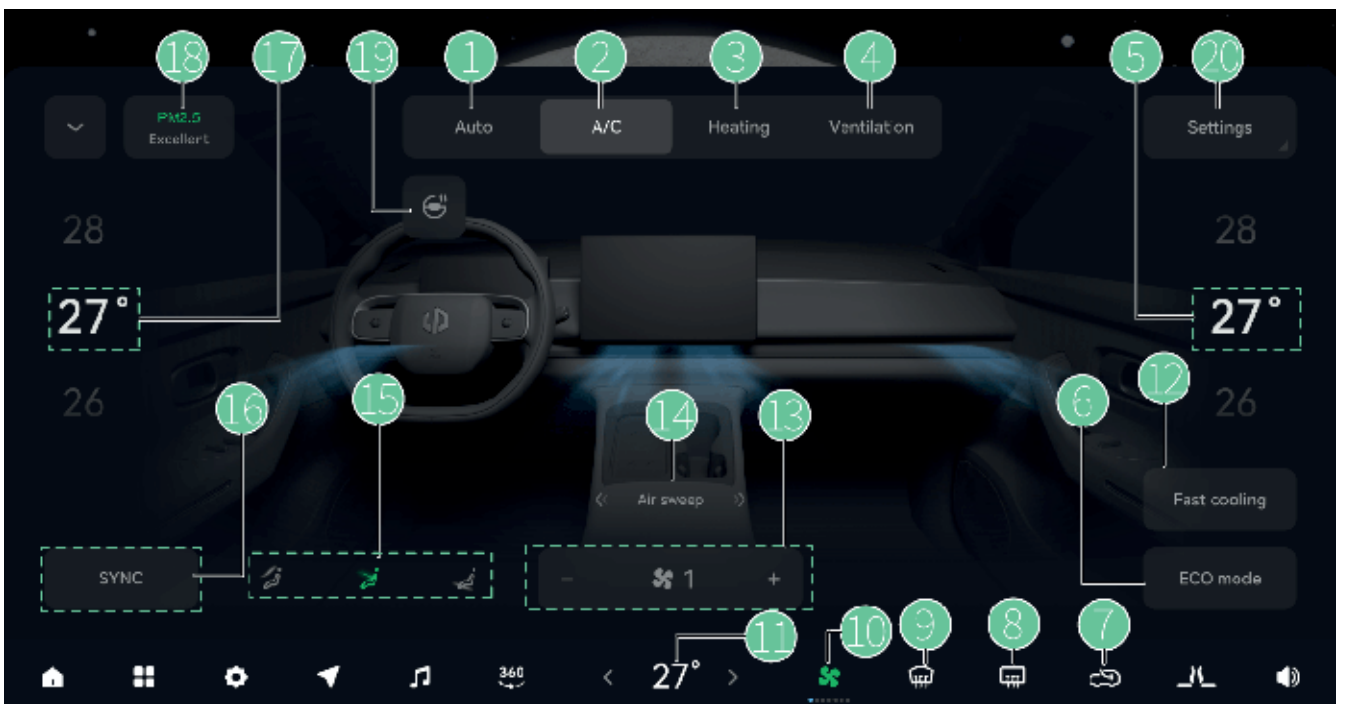 18 17 19 1 2 3 4 5 20
PM2.5
Excellent
Auto A/C Heating Ventilation Settings
28 28
27° 27°
16 15 14 13 6 12
26 26
Air sweep
Fast cooling
SYNC
1
ECO mode
11 10 9 8 7
360
27°